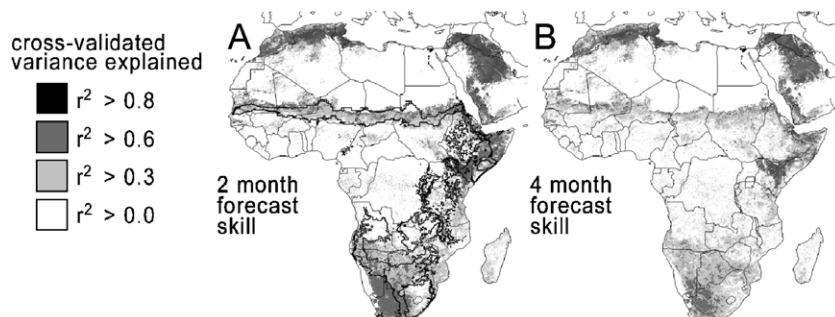 cross-validated
variance explained
r² > 0.8
r² > 0.6
r² > 0.3
r² > 0.0
A
2 month
forecast
skill
B
4 month
forecast
skill